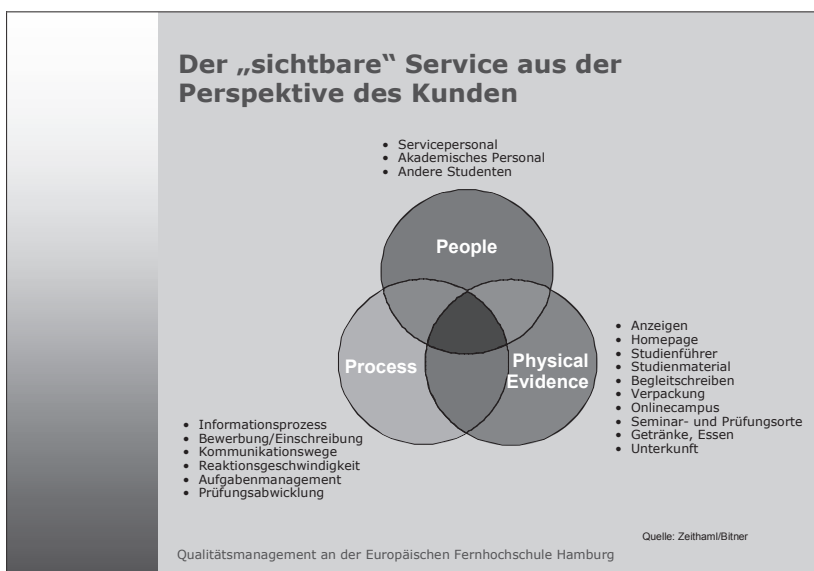 Der „sichtbare“ Service aus der
Perspektive des Kunden
• Servicepersonal
• Akademisches Personal
• Andere Studenten
People
Process
Physical
Evidence
• Anzeigen
• Homepage
• Studienführer
• Studienmaterial
• Begleitschreiben
• Verpackung
• Onlinecampus
• Seminar- und Prüfungsorte
• Getränke, Essen
• Unterkunft
• Informationsprozess
• Bewerbung/Einschreibung
• Kommunikationswege
• Reaktionsgeschwindigkeit
• Aufgabenmanagement
• Prüfungsabwicklung
Quelle: Zeithaml/Bitner
Qualitätsmanagement an der Europäischen Fernhochschule Hamburg